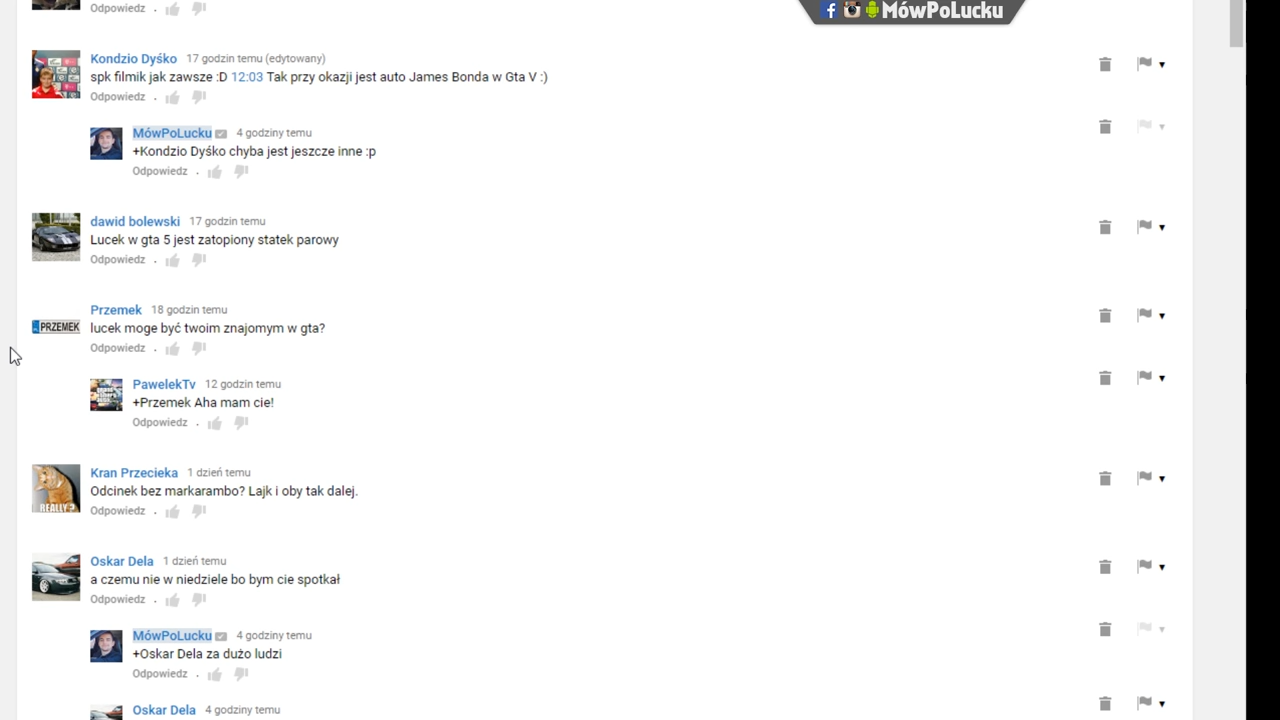 Odpowiedz .
MówPoLucku
Kondzio Dyśko 17 godzin temu (edytowany)
spk filmik jak zawsze :D 12:03 Tak przy okazji jest auto James Bonda w Gta V :)
Odpowiedz .
MówPoLucku 4 godziny temu
+Kondzio Dyśko chyba jest jeszcze inne :p
Odpowiedz .
dawid bolewski 17 godzin temu
Lucek w gta 5 jest zatopiony statek parowy
Odpowiedz .
Przemek 18 godzin temu
PRZEMEK
lucek moge być twoim znajomym w gta?
Odpowiedz .
PawelekTv 12 godzin temu
+Przemek Aha mam cie!
Odpowiedz .
Kran Przecieka 1 dzień temu
Odcinek bez markarambo? Lajk i oby tak dalej.
REALLY?
Odpowiedz .
Oskar Dela 1 dzień temu
a czemu nie w niedziele bo bym cie spotkał
Odpowiedz .
MówPoLucku 4 godziny temu
+Oskar Dela za dużo ludzi
Odpowiedz .
Oskar Dela 4 godziny temu